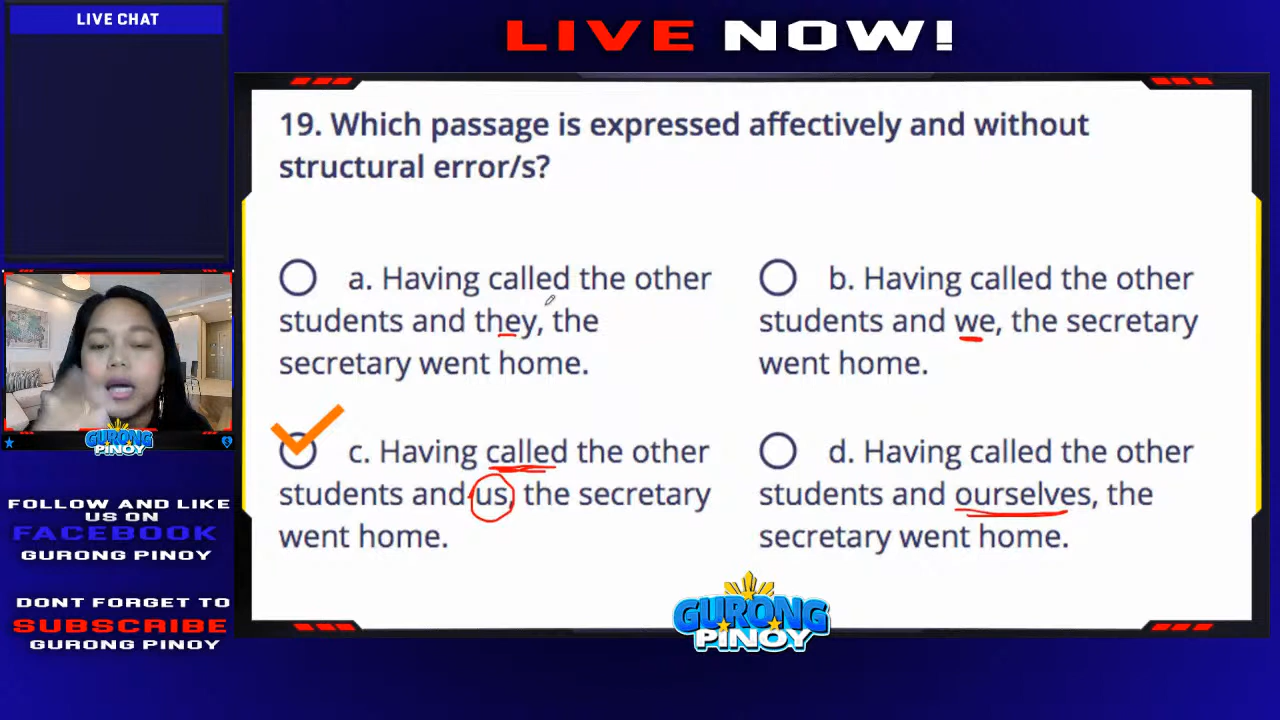 LIVE CHAT
LIVE NOW!
19. Which passage is expressed affectively and without
structural error/s?
a. Having called the other
students and they, the
secretary went home.
b. Having called the other
students and we, the secretary
went home.
c. Having called the other
students and us, the secretary
went home.
d. Having called the other
students and ourselves, the
secretary went home.
GURONG
PINOY
FOLLOW AND LIKE
US ON
FACEBOOK
GURONG PINOY
DONT FORGET TO
SUBSCRIBE
GURONG PINOY
GURONG
PINOY